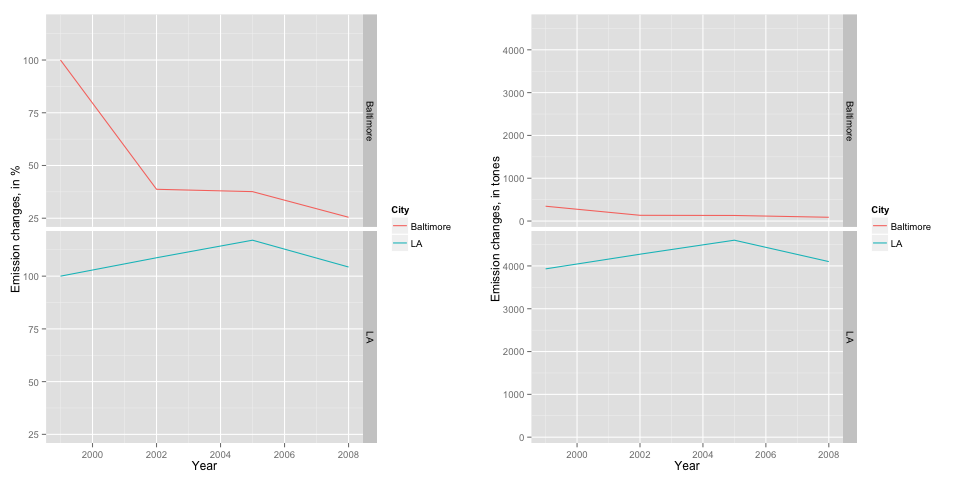 Emission changes, in %
100
75
50
25
Baltimore
100
75
50
25
LA
2000 2002 2004 2006 2008
Year
City
Baltimore
LA
Emission changes, in tones
4000
3000
2000
1000
0
Baltimore
4000
3000
2000
1000
0
LA
2000 2002 2004 2006 2008
Year
City
Baltimore
LA